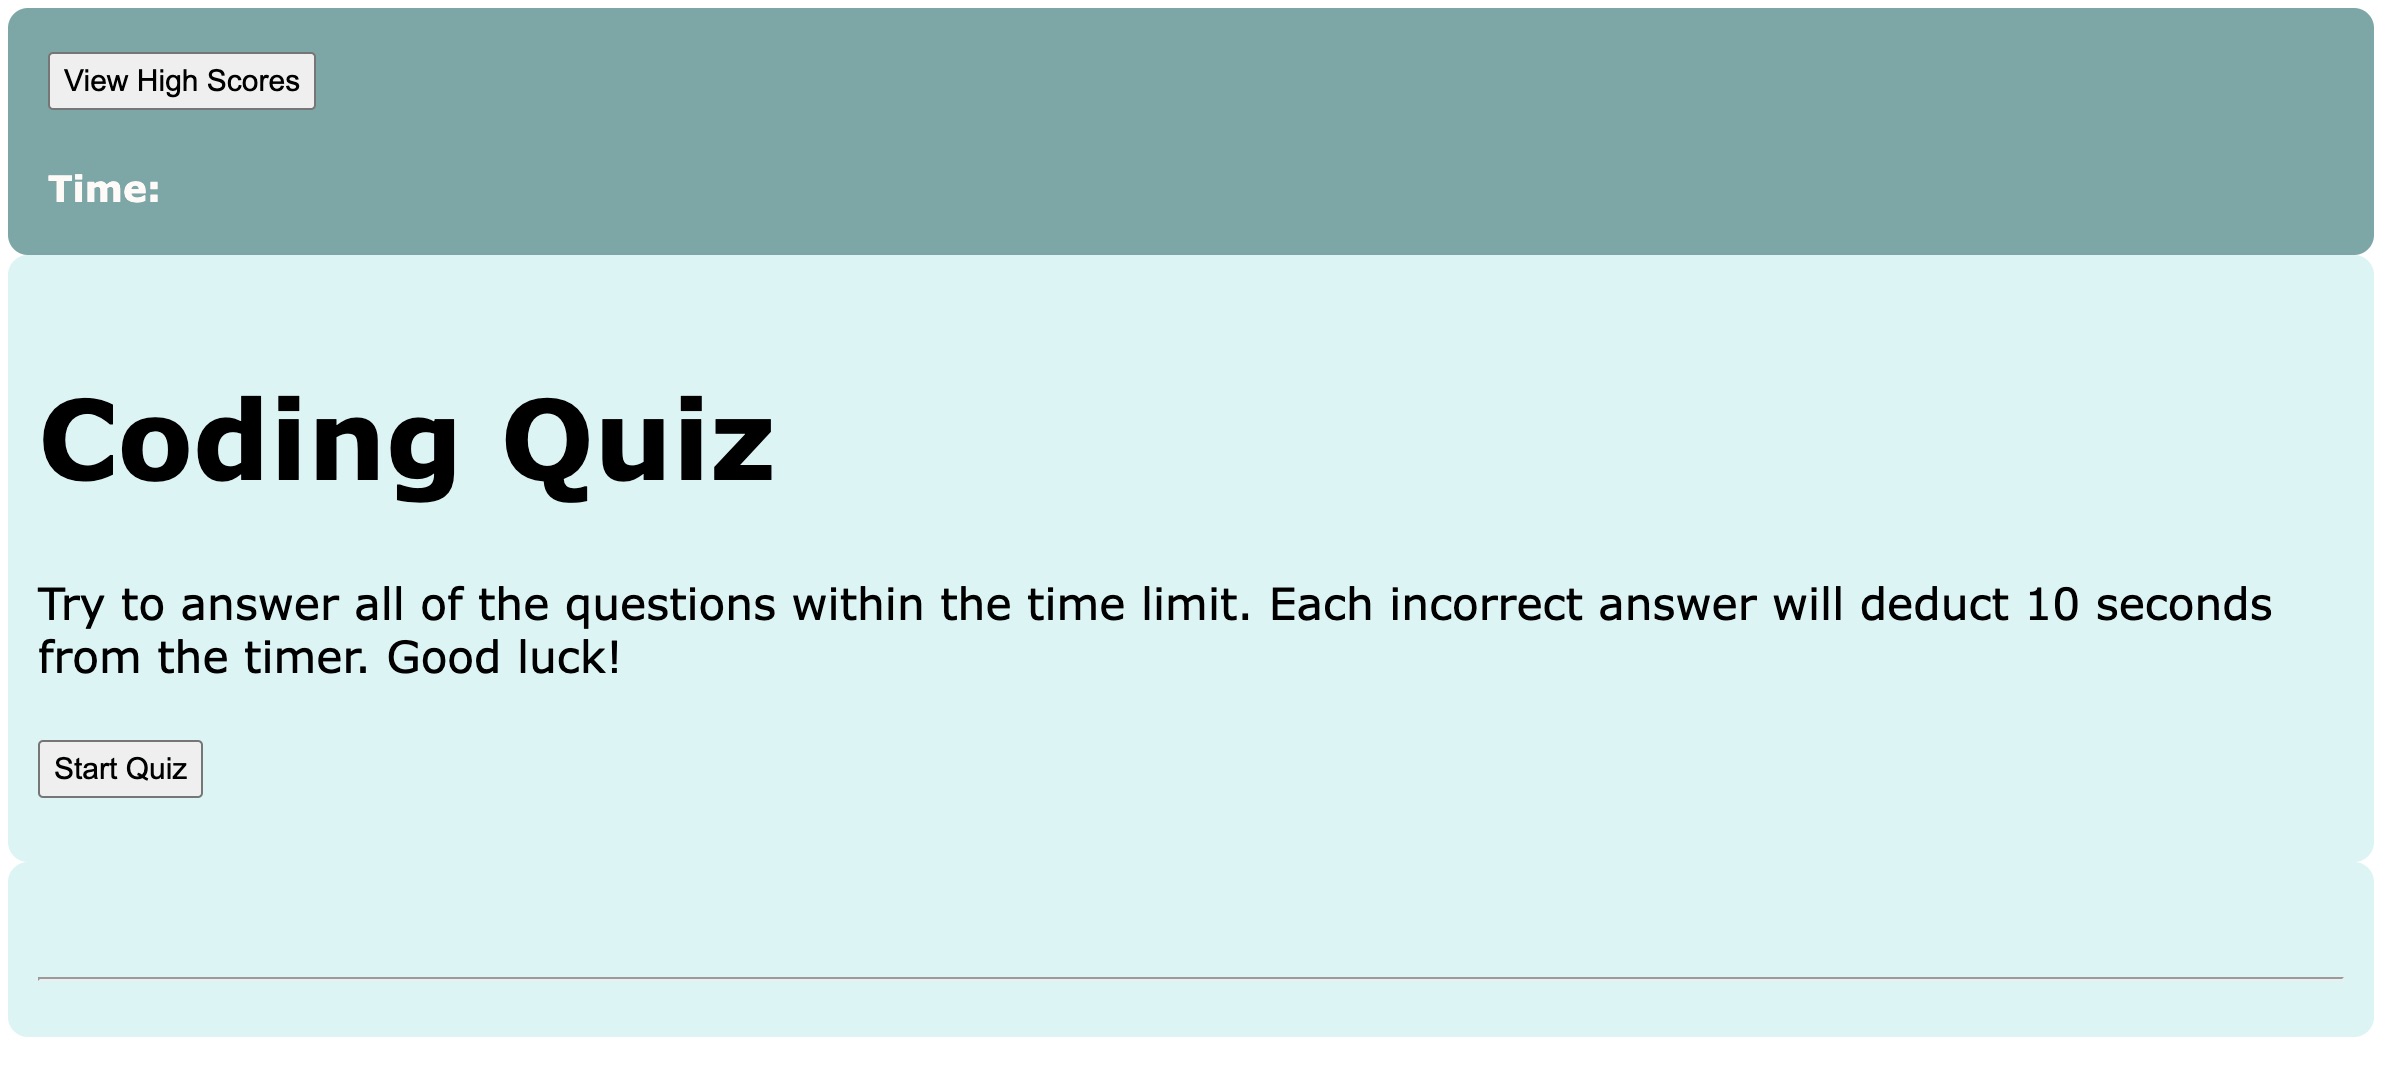 View High Scores
Time:
Coding Quiz
Try to answer all of the questions within the time limit. Each incorrect answer will deduct 10 seconds
from the timer. Good luck!
Start Quiz